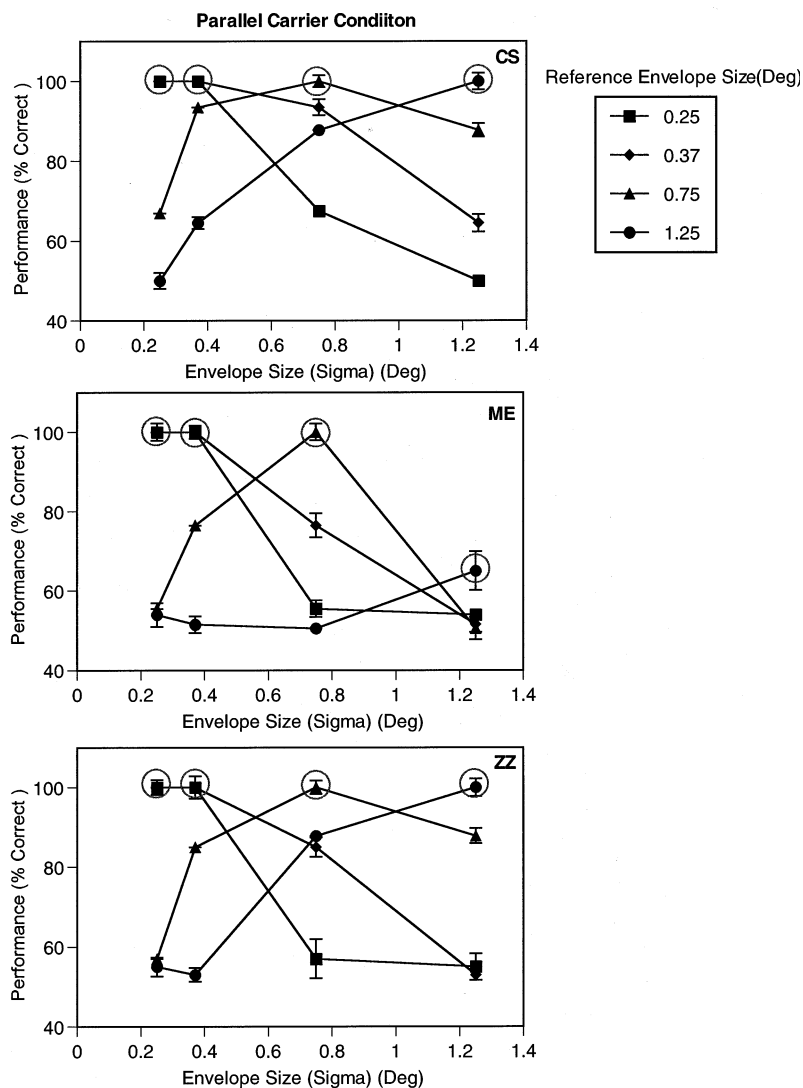 Parallel Carrier Condiiton
CS
Reference Envelope Size(Deg)
0.25
0.37
0.75
1.25
Performance (% Correct)
100
80
60
40
0 0.2 0.4 0.6 0.8 1 1.2 1.4
Envelope Size (Sigma) (Deg)
ME
Performance (% Correct)
100
80
60
40
0 0.2 0.4 0.6 0.8 1 1.2 1.4
Envelope Size (Sigma) (Deg)
ZZ
Performance (% Correct)
100
80
60
40
0 0.2 0.4 0.6 0.8 1 1.2 1.4
Envelope Size (Sigma) (Deg)